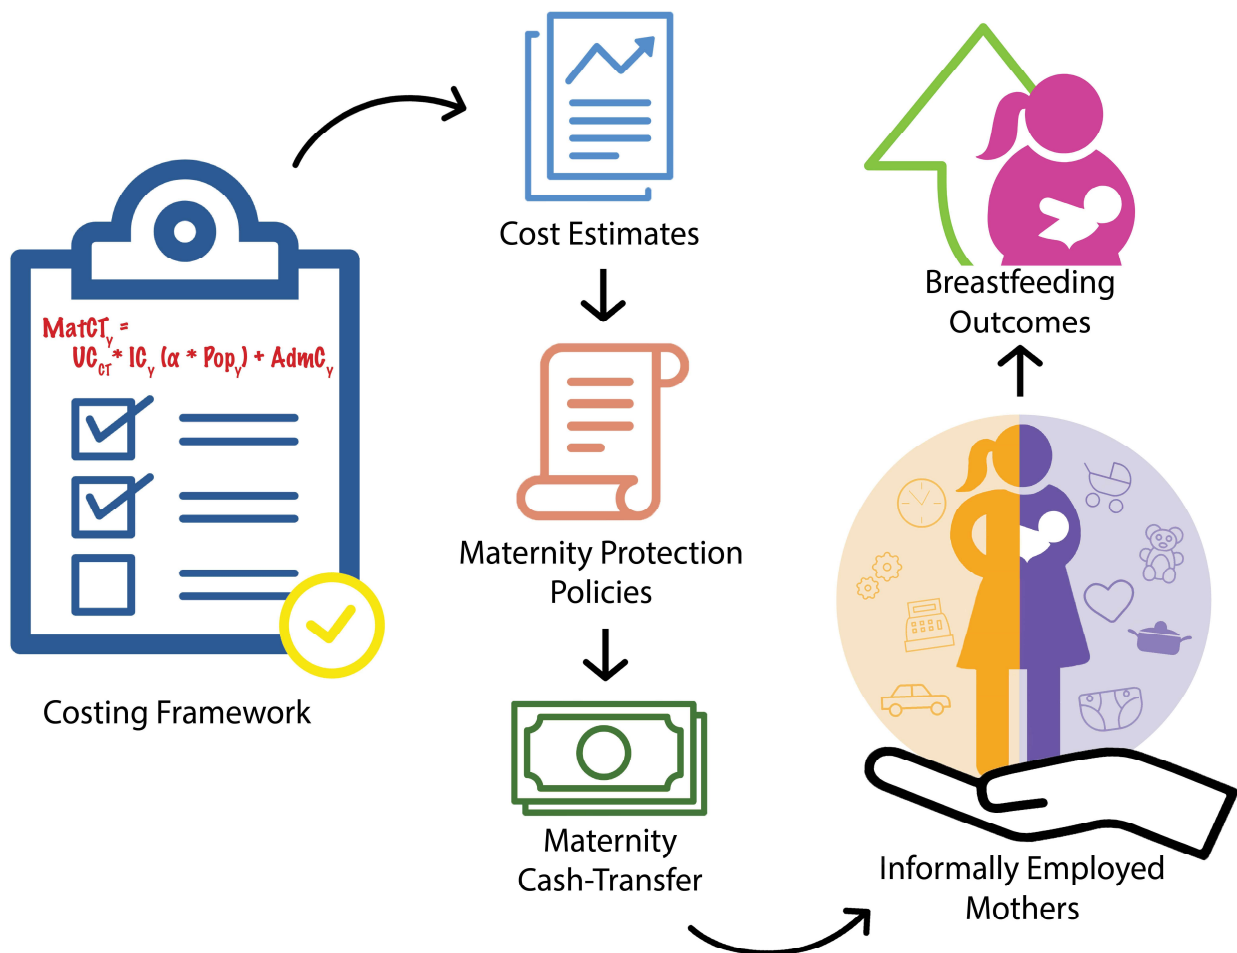 MatCTy =
UCCT * ICy (α * Popy) + AdmCy
Costing Framework
Cost Estimates
Maternity Protection
Policies
Maternity
Cash-Transfer
Informally Employed
Mothers
Breastfeeding
Outcomes